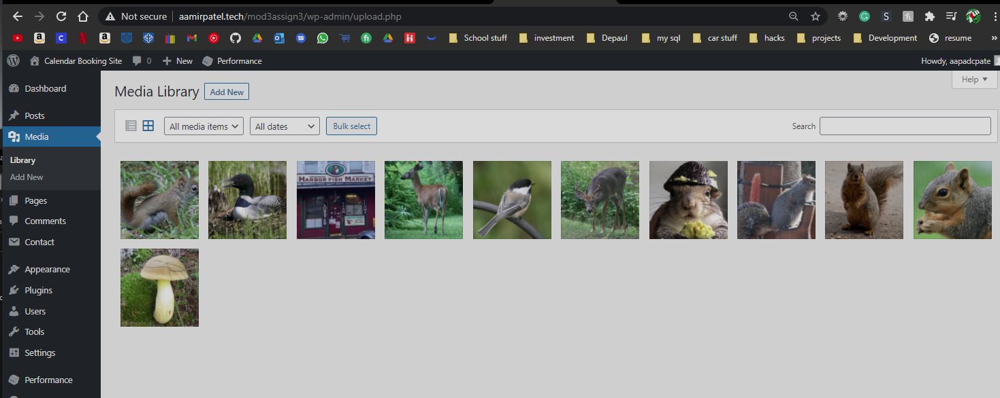 Not secure aamirpatel.tech/mod3assign3/wp-admin/upload.php
School stuff investment Depaul my sql car stuff hacks projects Development resume »
Calendar Booking Site 0 New Performance Howdy, aapadcpate
Help
Dashboard
Posts
Media
Library
Add New
Pages
Comments
Contact
Appearance
Plugins
Users
Tools
Settings
Performance
Media Library Add New
All media items All dates Bulk select Search
HARBOR FISH MARKET